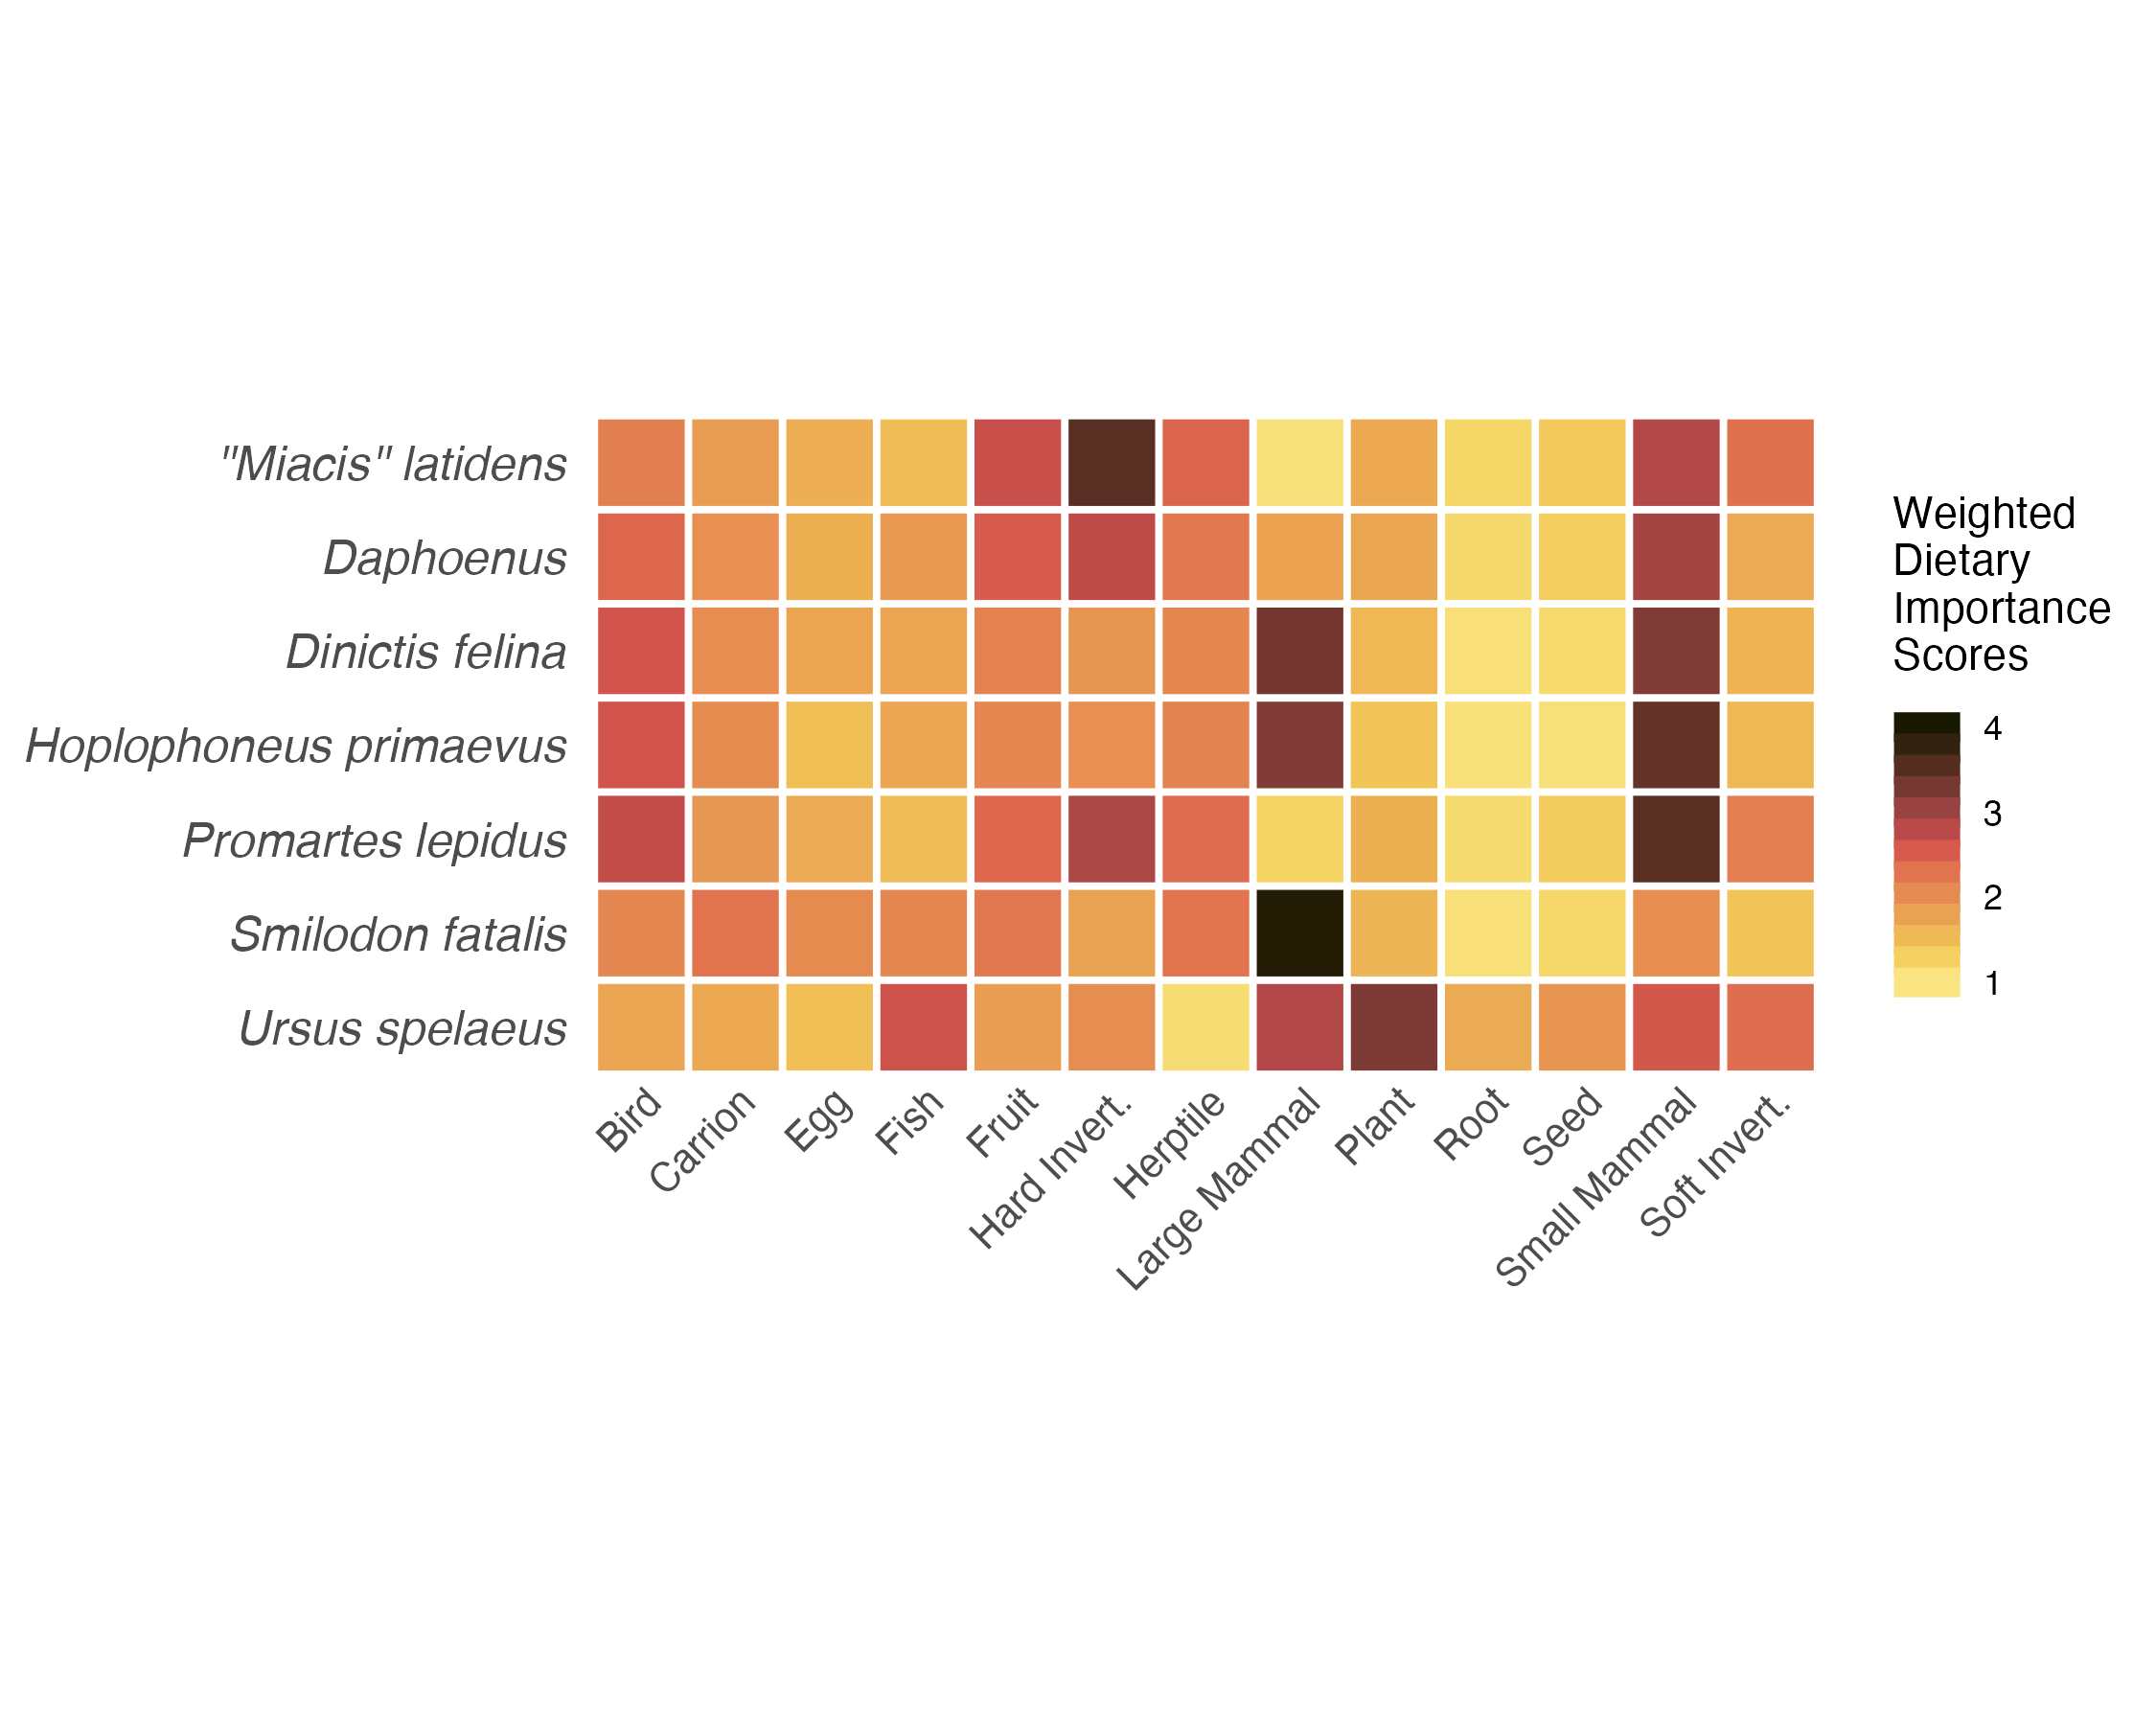 "Miacis" latidens
Daphoenus
Dinictis felina
Hoplophoneus primaevus
Promartes lepidus
Smilodon fatalis
Ursus spelaeus
Bird
Carrion
Egg
Fish
Fruit
Hard Invert.
Herptile
Large Mammal
Plant
Root
Seed
Small Mammal
Soft Invert.
Weighted
Dietary
Importance
Scores
4
3
2
1